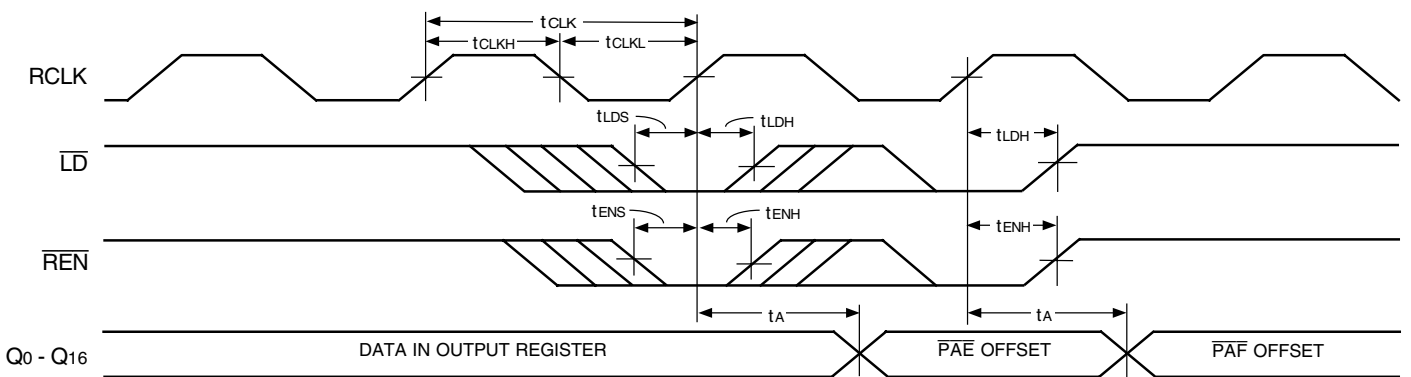 tCLK
tCLKH tCLKL
RCLK
tLDS tLDH tLDH
LD
tENS tENH tENH
REN
tA tA
Q0 - Q16 DATA IN OUTPUT REGISTER PAE OFFSET PAF OFFSET